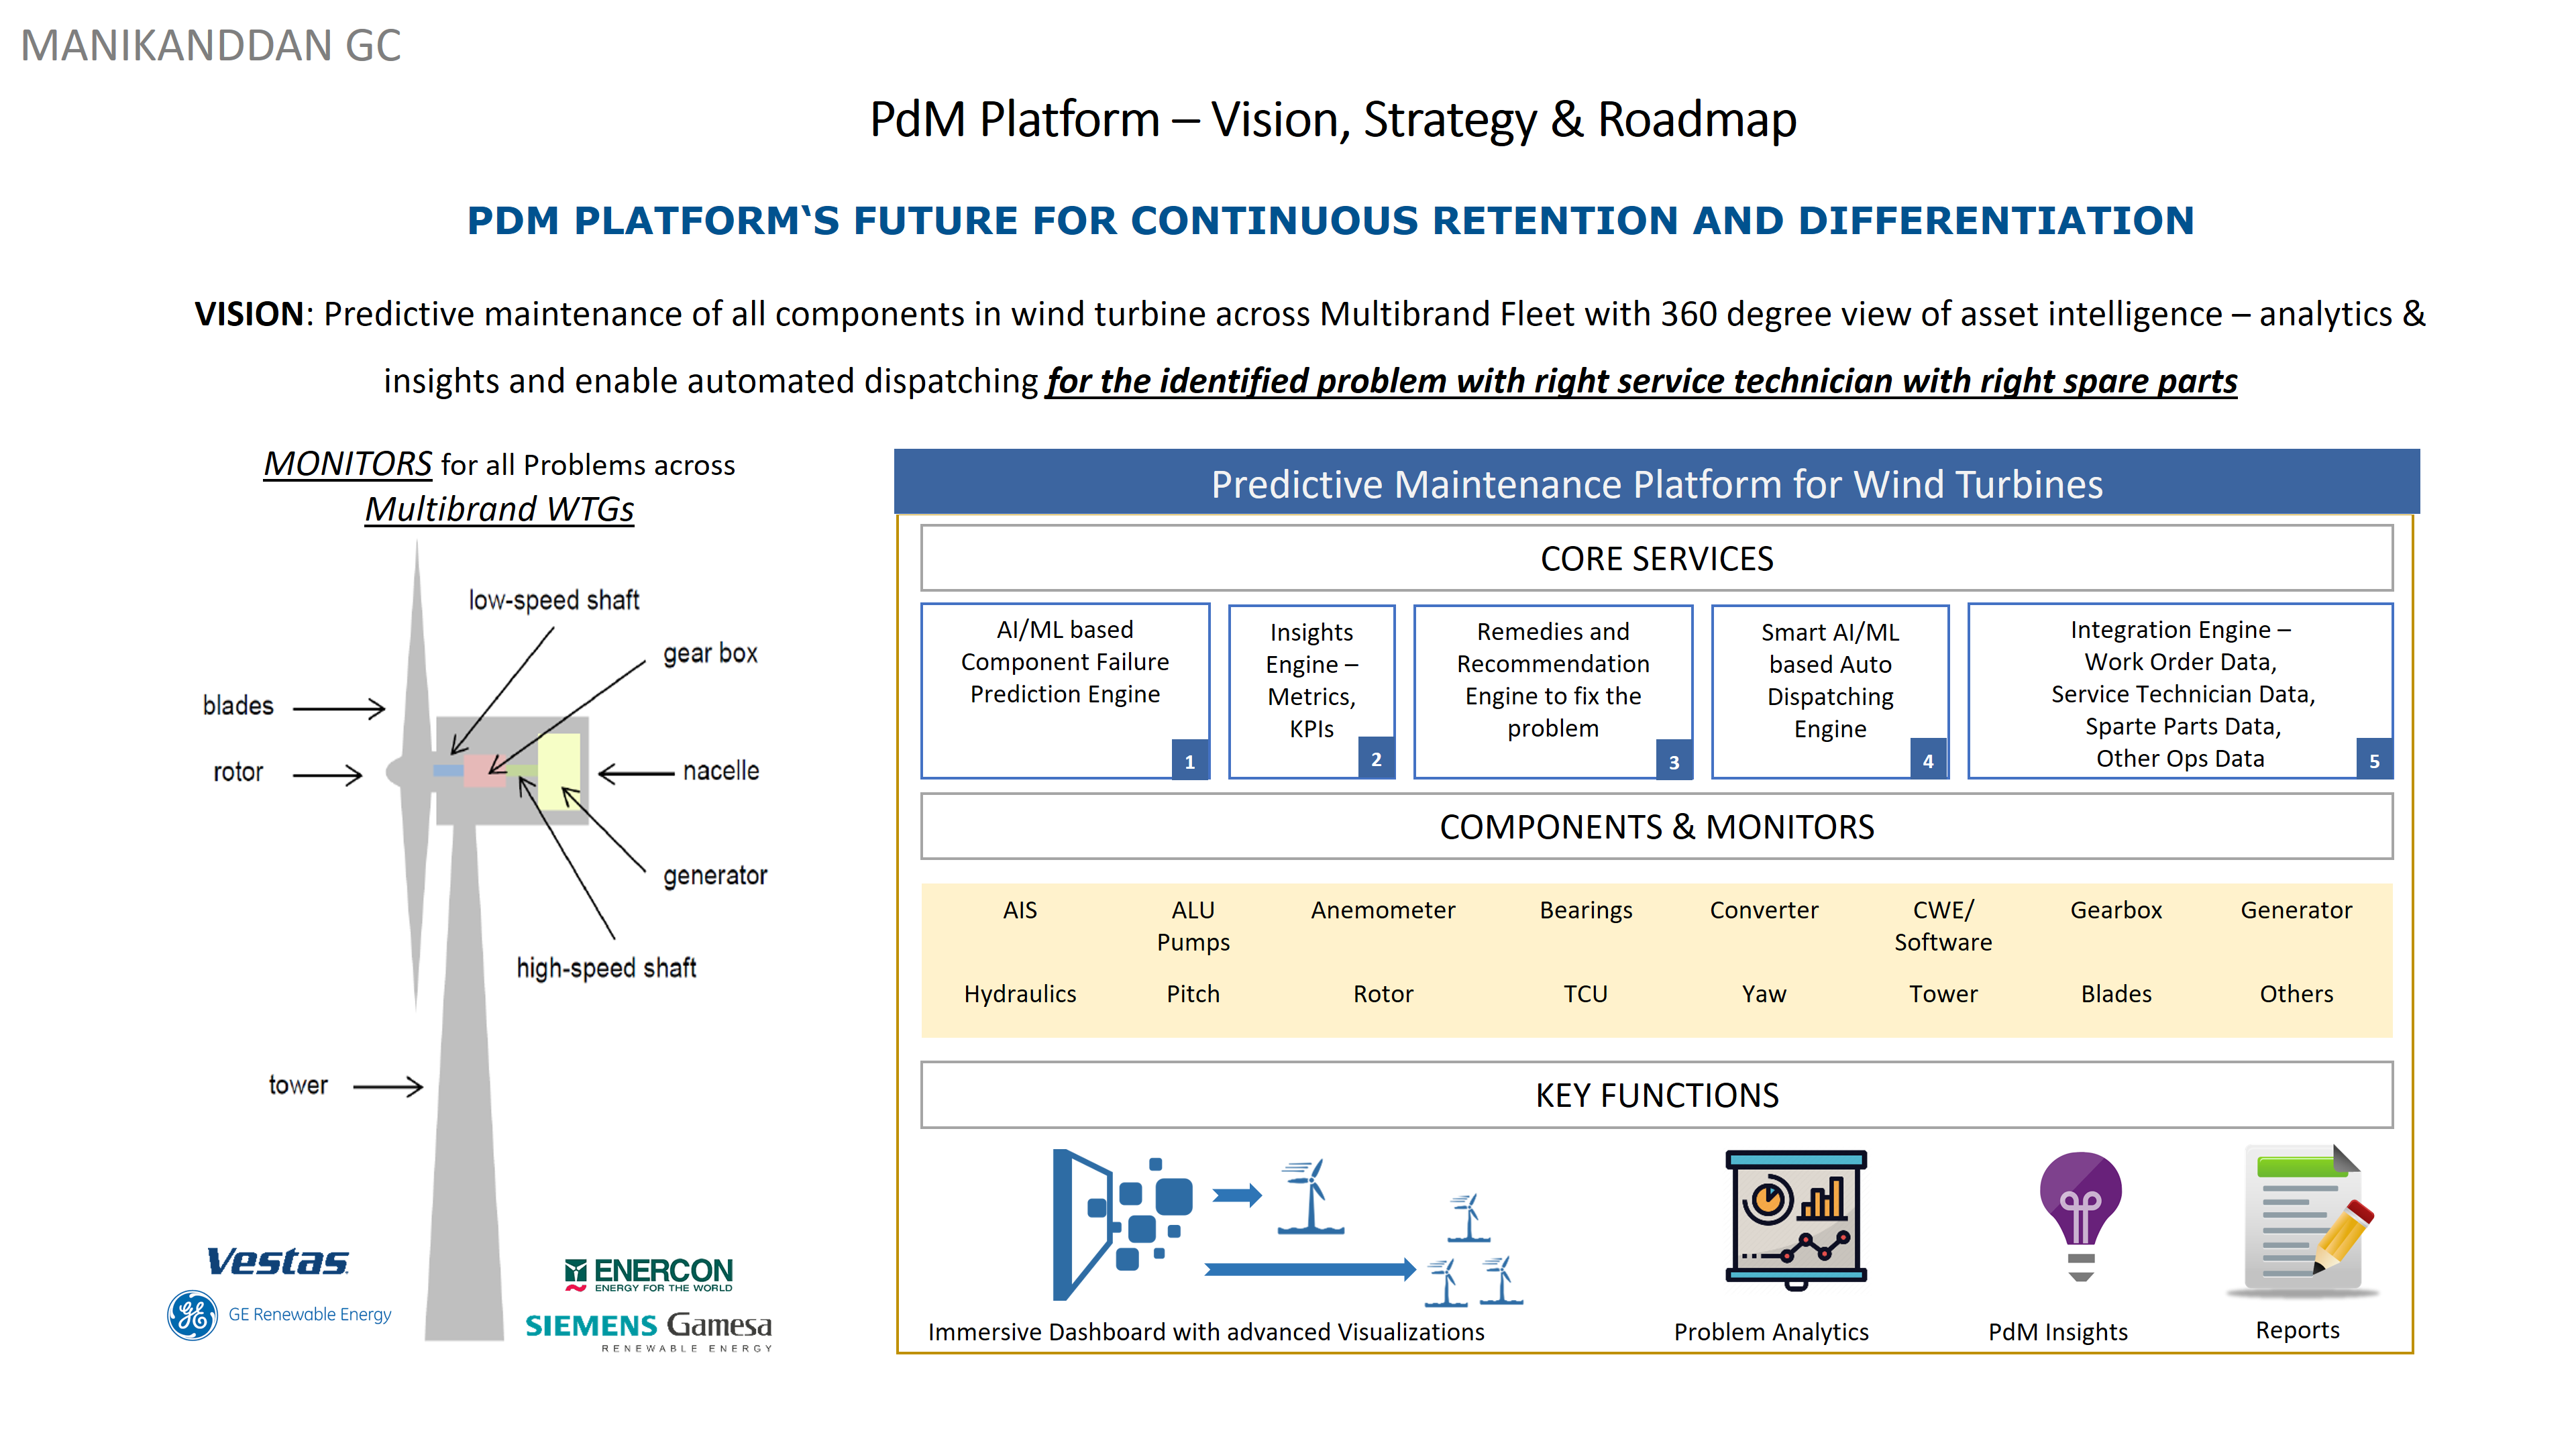 MANIKANDDAN GC
PdM Platform – Vision, Strategy & Roadmap
PDM PLATFORM‘S FUTURE FOR CONTINUOUS RETENTION AND DIFFERENTIATION
VISION: Predictive maintenance of all components in wind turbine across Multibrand Fleet with 360 degree view of asset intelligence – analytics &
insights and enable automated dispatching for the identified problem with right service technician with right spare parts
MONITORS for all Problems across
Multibrand WTGs
low-speed shaft
gear box
blades
rotor
nacelle
generator
high-speed shaft
tower
Vestas
GE Renewable Energy
ENERCON
ENERGY FOR THE WORLD
SIEMENS Gamesa
RENEWABLE ENERGY
Predictive Maintenance Platform for Wind Turbines
CORE SERVICES
AI/ML based
Component Failure
Prediction Engine
1
Insights
Engine –
Metrics,
KPIs
2
Remedies and
Recommendation
Engine to fix the
problem
3
Smart AI/ML
based Auto
Dispatching
Engine
4
Integration Engine –
Work Order Data,
Service Technician Data,
Sparte Parts Data,
Other Ops Data
5
COMPONENTS & MONITORS
AIS
ALU
Pumps
Anemometer
Bearings
Converter
CWE/
Software
Gearbox
Generator
Hydraulics
Pitch
Rotor
TCU
Yaw
Tower
Blades
Others
KEY FUNCTIONS
Immersive Dashboard with advanced Visualizations
Problem Analytics
PdM Insights
Reports